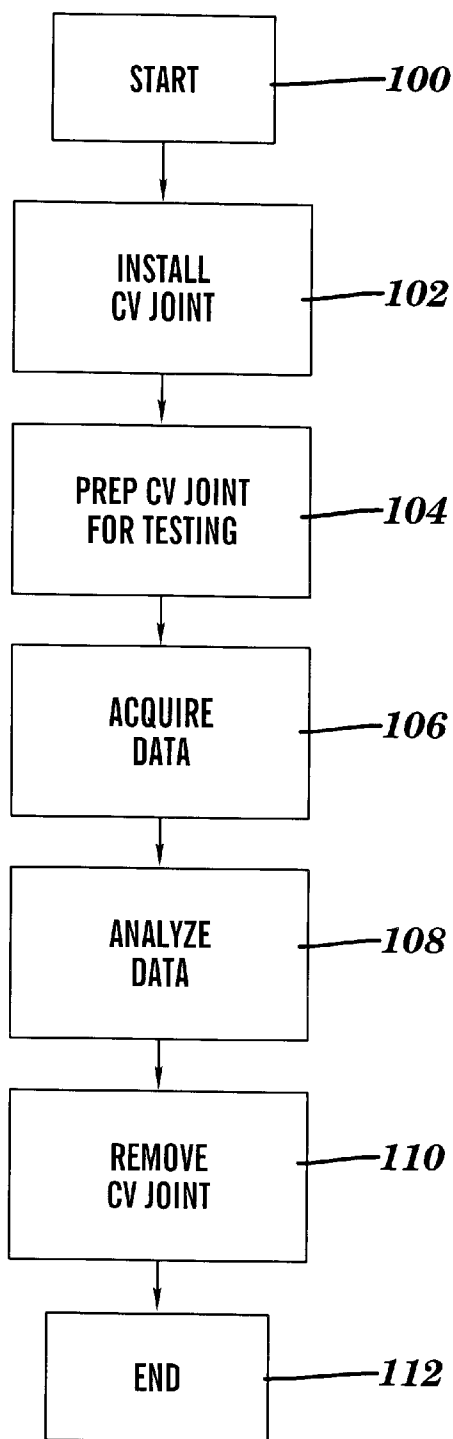 START
100
INSTALL
CV JOINT
102
PREP CV JOINT
FOR TESTING
104
ACQUIRE
DATA
106
ANALYZE
DATA
108
REMOVE
CV JOINT
110
END
112